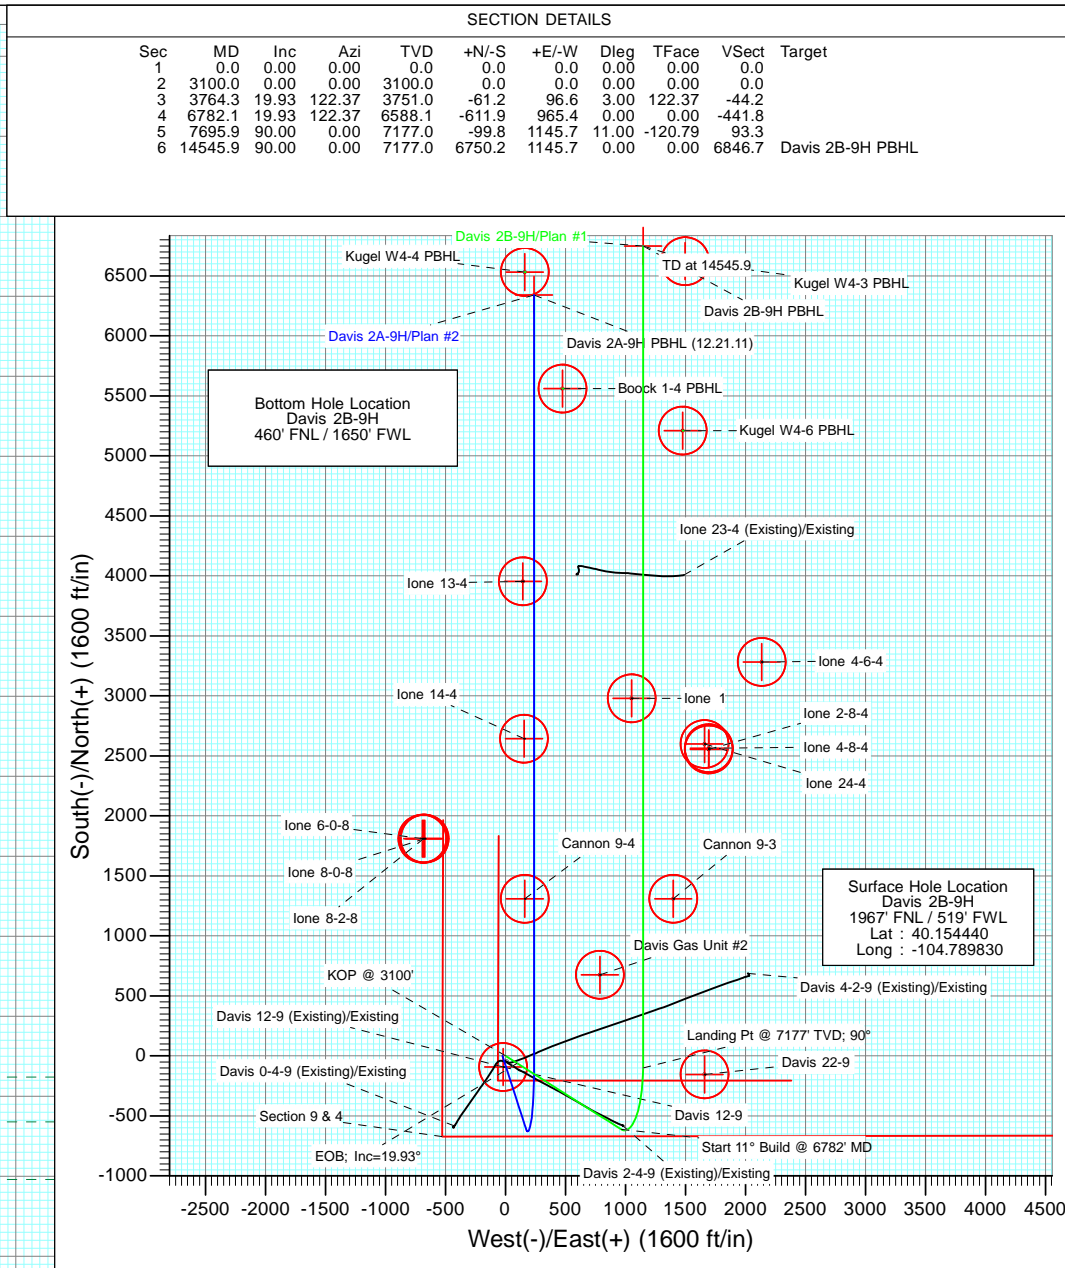 SECTION DETAILS
Sec MD Inc Azi TVD +N/-S +E/-W Dleg TFace VSect Target
1 0.0 0.00 0.00 0.0 0.0 0.0 0.00 0.00 0.0
2 3100.0 0.00 0.00 3100.0 0.0 0.0 0.00 0.00 0.0
3 3764.3 19.93 122.37 3751.0 -61.2 96.6 3.00 122.37 -44.2
4 6782.1 19.93 122.37 6588.1 -611.9 965.4 0.00 0.00 -441.8
5 7695.9 90.00 0.00 7177.0 -99.8 1145.7 11.00 -120.79 93.3
6 14545.9 90.00 0.00 7177.0 6750.2 1145.7 0.00 0.00 6846.7 Davis 2B-9H PBHL
Davis 2B-9H/Plan #1
Kugel W4-4 PBHL
TD at 14545.9
Kugel W4-3 PBHL
Davis 2B-9H PBHL
Davis 2A-9H/Plan #2
Davis 2A-9H PBHL (12.21.11)
Boock 1-4 PBHL
Bottom Hole Location
Davis 2B-9H
460' FNL / 1650' FWL
Kugel W4-6 PBHL
Ione 23-4 (Existing)/Existing
Ione 13-4
Ione 4-6-4
Ione 14-4
Ione 1
Ione 2-8-4
Ione 4-8-4
Ione 24-4
Ione 6-0-8
Ione 8-0-8
Ione 8-2-8
Cannon 9-4
Cannon 9-3
Surface Hole Location
Davis 2B-9H
1967' FNL / 519' FWL
Lat : 40.154440
Long : -104.789830
Davis Gas Unit #2
KOP @ 3100'
Davis 4-2-9 (Existing)/Existing
Davis 12-9 (Existing)/Existing
Landing Pt @ 7177' TVD; 90°
Davis 22-9
Davis 0-4-9 (Existing)/Existing
Section 9 & 4
Davis 12-9
EOB; Inc=19.93°
Start 11° Build @ 6782' MD
Davis 2-4-9 (Existing)/Existing
6500
6000
5500
5000
4500
4000
3500
3000
2500
2000
1500
1000
500
0
-500
-1000
South(-)/North(+) (1600 ft/in)
-2500 -2000 -1500 -1000 -500 0 500 1000 1500 2000 2500 3000 3500 4000 4500
West(-)/East(+) (1600 ft/in)